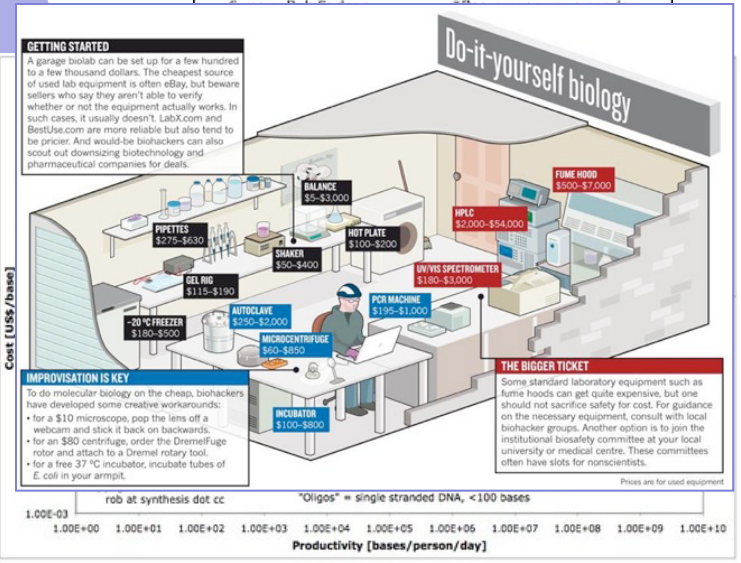 Do-it-yourself biology
GETTING STARTED
A garage biolab can be set up for a few hundred
to a few thousand dollars. The cheapest source
of used lab equipment is often eBay, but beware
sellers who say they aren't able to verify
whether or not the equipment actually works. In
such cases, it usually doesn't. LabX.com and
BestUse.com are more reliable but also tend to
be pricier. And would-be biohackers can also
scout out downsizing biotechnology and
pharmaceutical companies for deals.
FUME HOOD
$500–$7,000
BALANCE
$5–$3,000
HPLC
$2,000–$54,000
PIPETTES
$275–$630
HOT PLATE
$100–$200
SHAKER
$50–$400
UV/VIS SPECTROMETER
$180–$3,000
GEL RIG
$115–$190
PCR MACHINE
$195–$1,000
AUTOCLAVE
$250–$2,000
–20 °C FREEZER
$180–$500
MICROCENTRIFUGE
$60–$850
INCUBATOR
$100–$800
IMPROVISATION IS KEY
To do molecular biology on the cheap, biohackers
have developed some creative workarounds:
• for a $10 microscope, pop the lens off a
webcam and stick it back on backwards.
• for an $80 centrifuge, order the DremelFuge
rotor and attach to a Dremel rotary tool.
• for a free 37 °C incubator, incubate tubes of
E. coli in your armpit.
THE BIGGER TICKET
Some standard laboratory equipment such as
fume hoods can get quite expensive, but one
should not sacrifice safety for cost. For guidance
on the necessary equipment, consult with local
biohacker groups. Another option is to join the
institutional biosafety committee at your local
university or medical centre. These committees
often have slots for nonscientists.
Prices are for used equipment
Cost [US$/base]
rob at synthesis dot cc
"Oligos" = single stranded DNA, <100 bases
1.00E-03
1.00E+00 1.00E+01 1.00E+02 1.00E+03 1.00E+04 1.00E+05 1.00E+06 1.00E+07 1.00E+08 1.00E+09 1.00E+10
Productivity [bases/person/day]